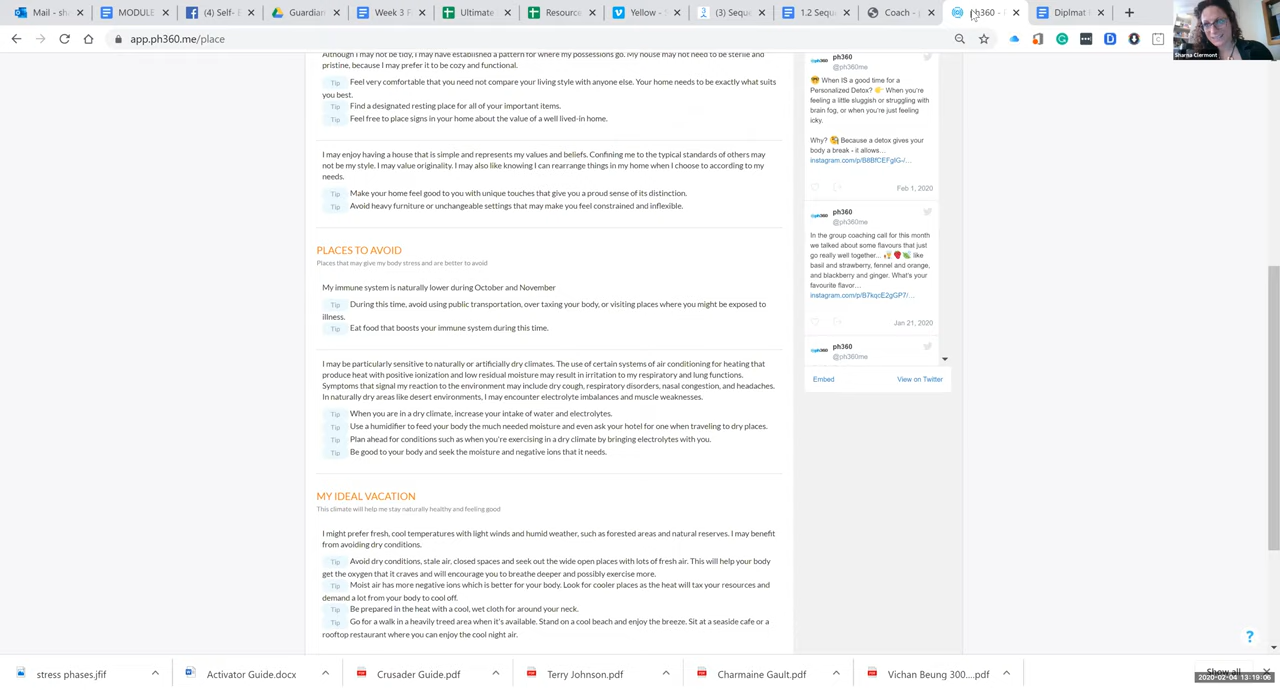 Mail - sha
MODULE
(4) Self- E
Guardian
Week 3 F
Ultimate
Resource
Yellow - S
(3) Seque
1.2 Sequ
Coach - p
ph360 -
Diplmat
app.ph360.me/place
Sharna Clermont
Although I may not be tidy, I may have established a pattern for where my possessions go. My house may not need to be sterile and
pristine, because I may prefer it to be cozy and functional.
Tip Feel very comfortable that you need not compare your living style with anyone else. Your home needs to be exactly what suits
you best.
Tip Find a designated resting place for all of your important items.
Tip Feel free to place signs in your home about the value of a well lived-in home.
I may enjoy having a house that is simple and represents my values and beliefs. Confining me to the typical standards of others may
not be my style. I may value originality. I may also like knowing I can rearrange things in my home when I choose to according to my
needs.
Tip Make your home feel good to you with unique touches that give you a proud sense of its distinction.
Tip Avoid heavy furniture or unchangeable settings that may make you feel constrained and inflexible.
PLACES TO AVOID
Places that may give my body stress and are better to avoid
My immune system is naturally lower during October and November
Tip During this time, avoid using public transportation, over taxing your body, or visiting places where you might be exposed to
illness.
Tip Eat food that boosts your immune system during this time.
I may be particularly sensitive to naturally or artificially dry climates. The use of certain systems of air conditioning for heating that
produce heat with positive ionization and low residual moisture may result in irritation to my respiratory and lung functions.
Symptoms that signal my reaction to the environment may include dry cough, respiratory disorders, nasal congestion, and headaches.
In naturally dry areas like desert environments, I may encounter electrolyte imbalances and muscle weaknesses.
Tip When you are in a dry climate, increase your intake of water and electrolytes.
Tip Use a humidifier to feed your body the much needed moisture and even ask your hotel for one when traveling to dry places.
Tip Plan ahead for conditions such as when you're exercising in a dry climate by bringing electrolytes with you.
Tip Be good to your body and seek the moisture and negative ions that it needs.
MY IDEAL VACATION
This climate will help me stay naturally healthy and feeling good
I might prefer fresh, cool temperatures with light winds and humid weather, such as forested areas and natural reserves. I may benefit
from avoiding dry conditions.
Tip Avoid dry conditions, stale air, closed spaces and seek out the wide open places with lots of fresh air. This will help your body
get the oxygen that it craves and will encourage you to breathe deeper and possibly exercise more.
Tip Moist air has more negative ions which is better for your body. Look for cooler places as the heat will tax your resources and
demand a lot from your body to cool off.
Tip Be prepared in the heat with a cool, wet cloth for around your neck.
Tip Go for a walk in a heavily treed area when it's available. Stand on a cool beach and enjoy the breeze. Sit at a seaside cafe or a
rooftop restaurant where you can enjoy the cool night air.
ph360
@ph360me
When IS a good time for a
Personalized Detox? When you're
feeling a little sluggish or struggling with
brain fog, or when you're just feeling
icky.
Why? Because a detox gives your
body a break - it allows…
instagram.com/p/B8BfCEFglG-/…
Feb 1, 2020
ph360
@ph360me
In the group coaching call for this month
we talked about some flavours that just
go really well together... like
basil and strawberry, fennel and orange,
and blackberry and ginger. What's your
favourite flavor…
instagram.com/p/B7kqcE2gGP7/…
Jan 21, 2020
ph360
@ph360me
Embed
View on Twitter
?
stress phases.jfif
Activator Guide.docx
Crusader Guide.pdf
Terry Johnson.pdf
Charmaine Gault.pdf
Vichan Beung 300....pdf
Show all
2020-02-04 13:19:06